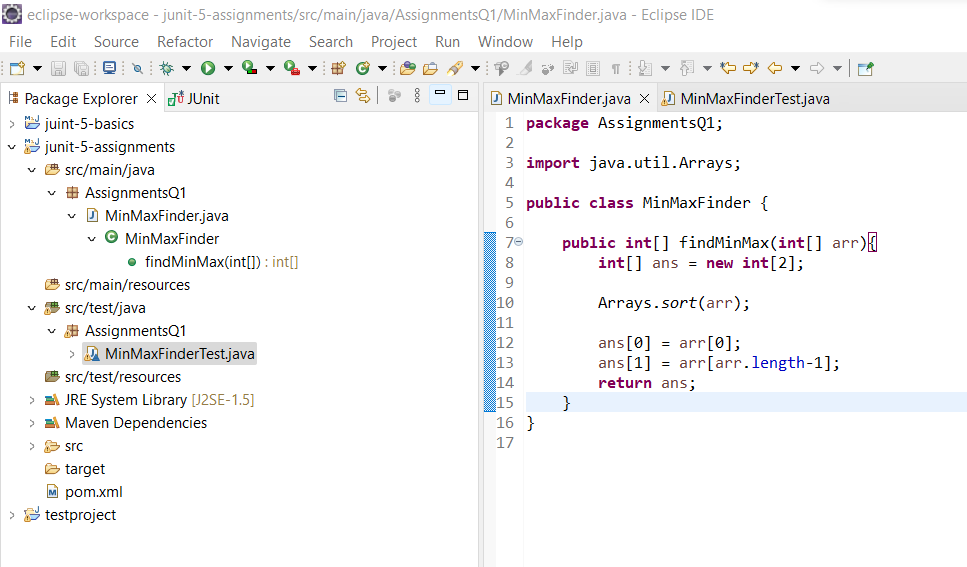 eclipse-workspace - junit-5-assignments/src/main/java/AssignmentsQ1/MinMaxFinder.java - Eclipse IDE
File Edit Source Refactor Navigate Search Project Run Window Help
Package Explorer JUnit
juint-5-basics
junit-5-assignments
src/main/java
AssignmentsQ1
MinMaxFinder.java
MinMaxFinder
findMinMax(int[]) : int[]
src/main/resources
src/test/java
AssignmentsQ1
MinMaxFinderTest.java
src/test/resources
JRE System Library [J2SE-1.5]
Maven Dependencies
src
target
pom.xml
testproject
MinMaxFinder.java MinMaxFinderTest.java
1 package AssignmentsQ1;
2
3 import java.util.Arrays;
4
5 public class MinMaxFinder {
6
7 public int[] findMinMax(int[] arr){
8 int[] ans = new int[2];
9
10 Arrays.sort(arr);
11
12 ans[0] = arr[0];
13 ans[1] = arr[arr.length-1];
14 return ans;
15 }
16 }
17